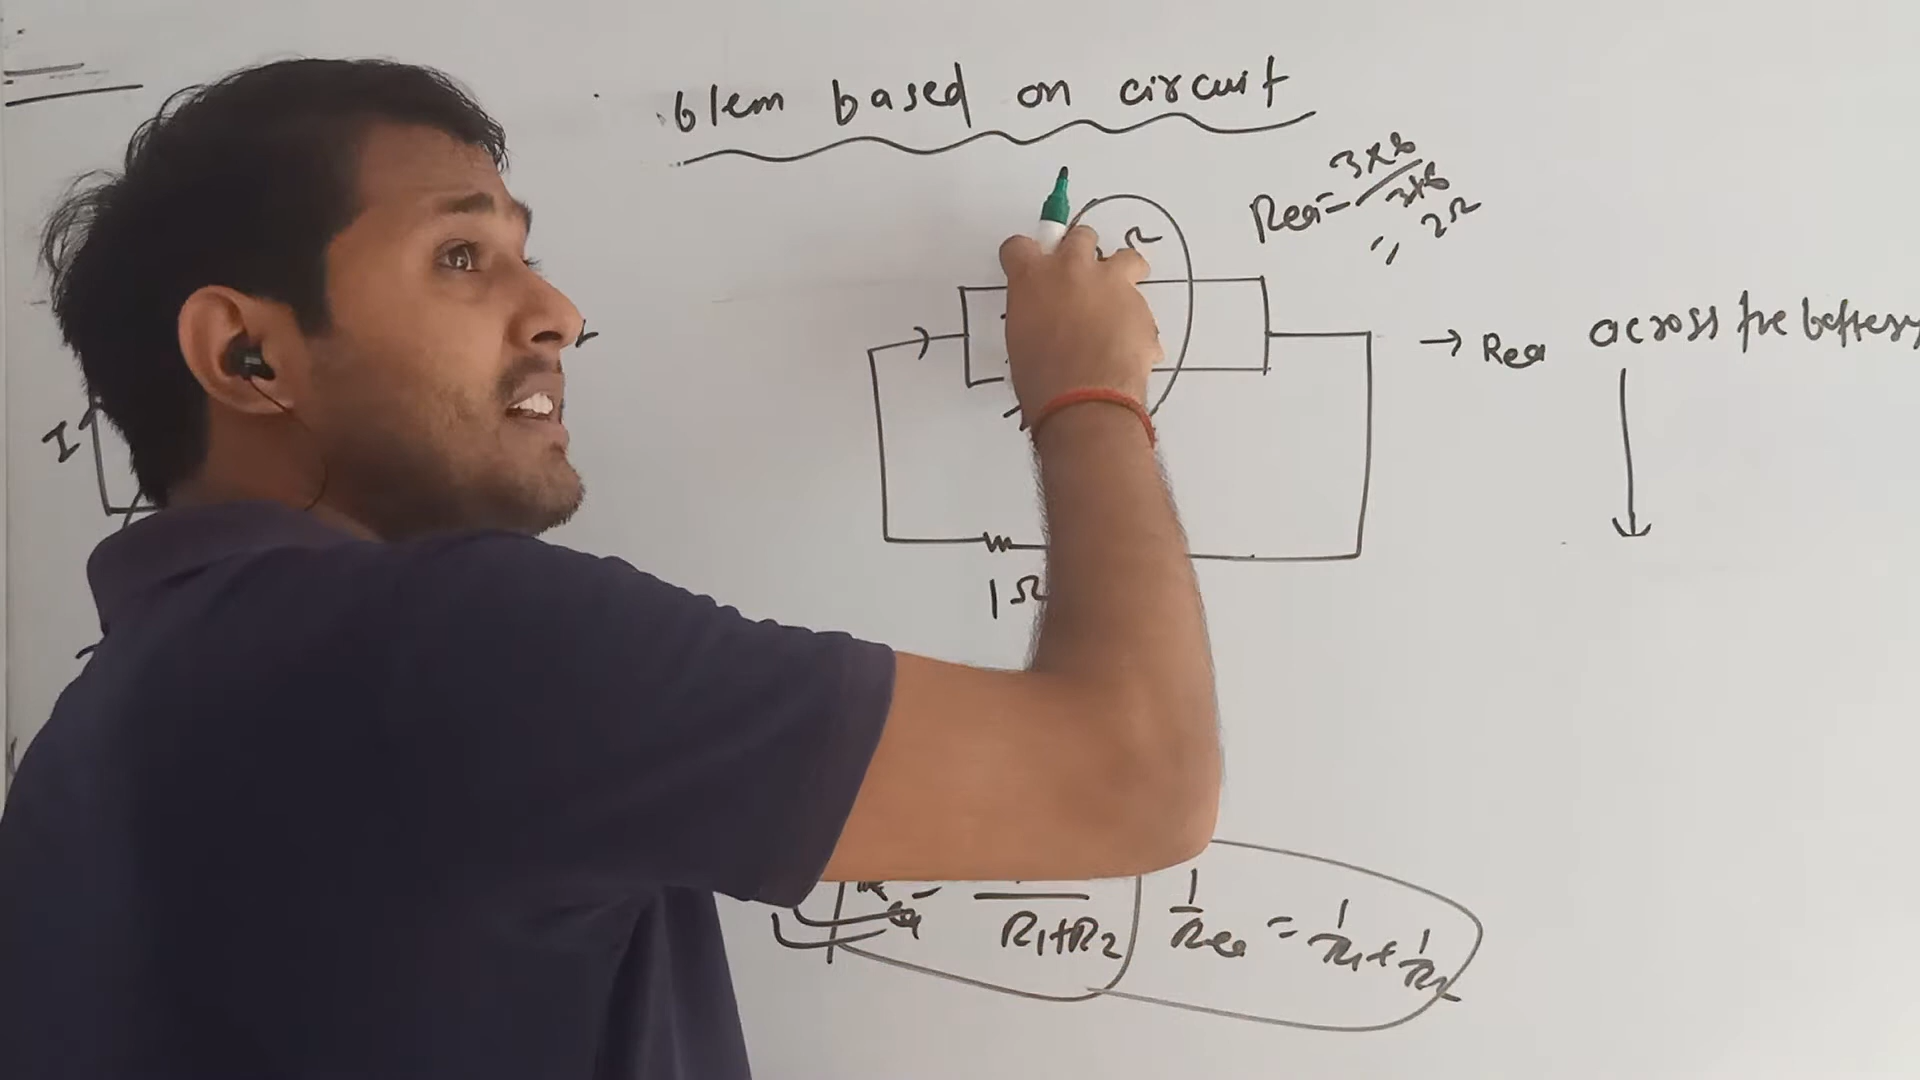 blem based on circuit
Req = 3×6 / 3+6
= 2Ω
Ω
→ Req across the battery
I
1Ω
Req = / R1+R2
1/Req = 1/R1 + 1/R2